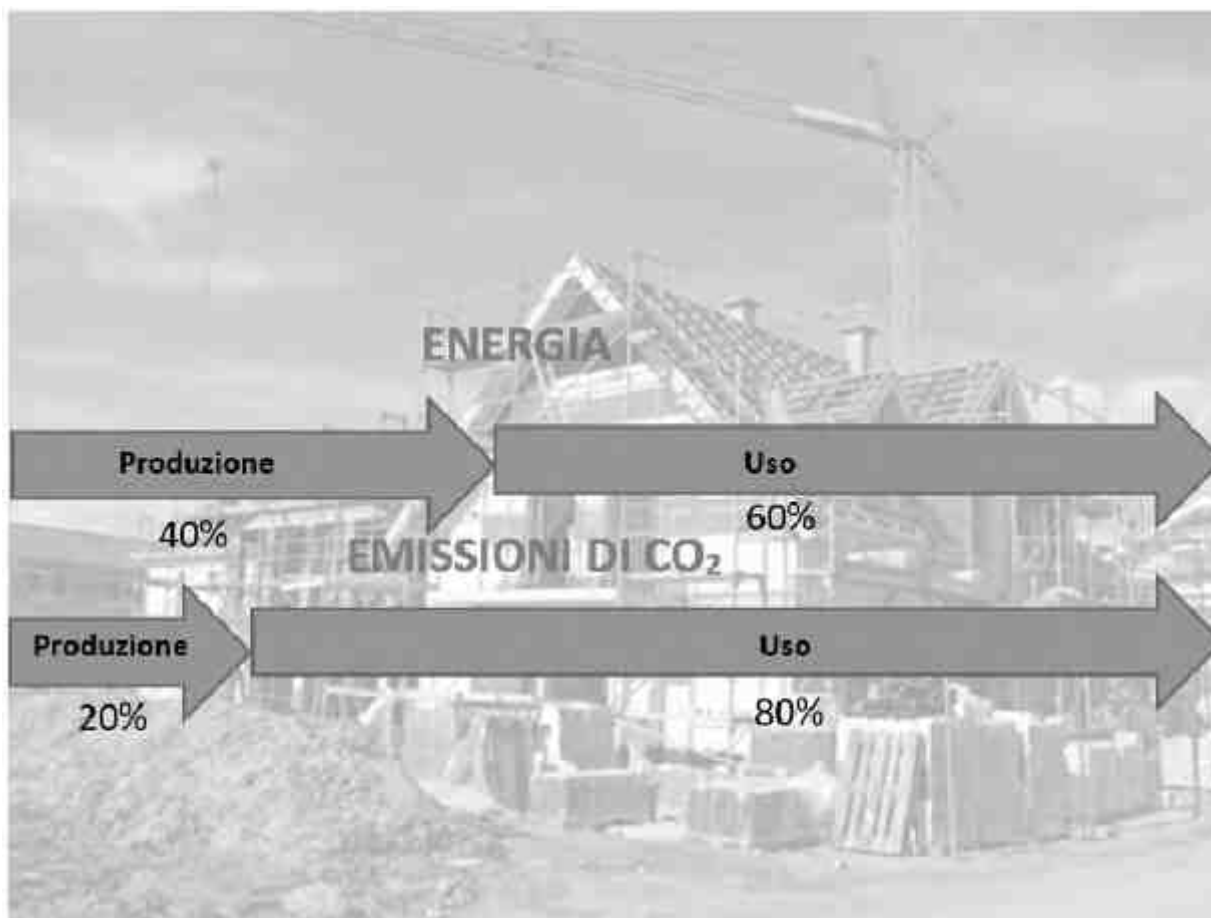 ENERGIA
Produzione
Uso
40%
60%
EMISSIONI DI CO₂
Produzione
Uso
20%
80%